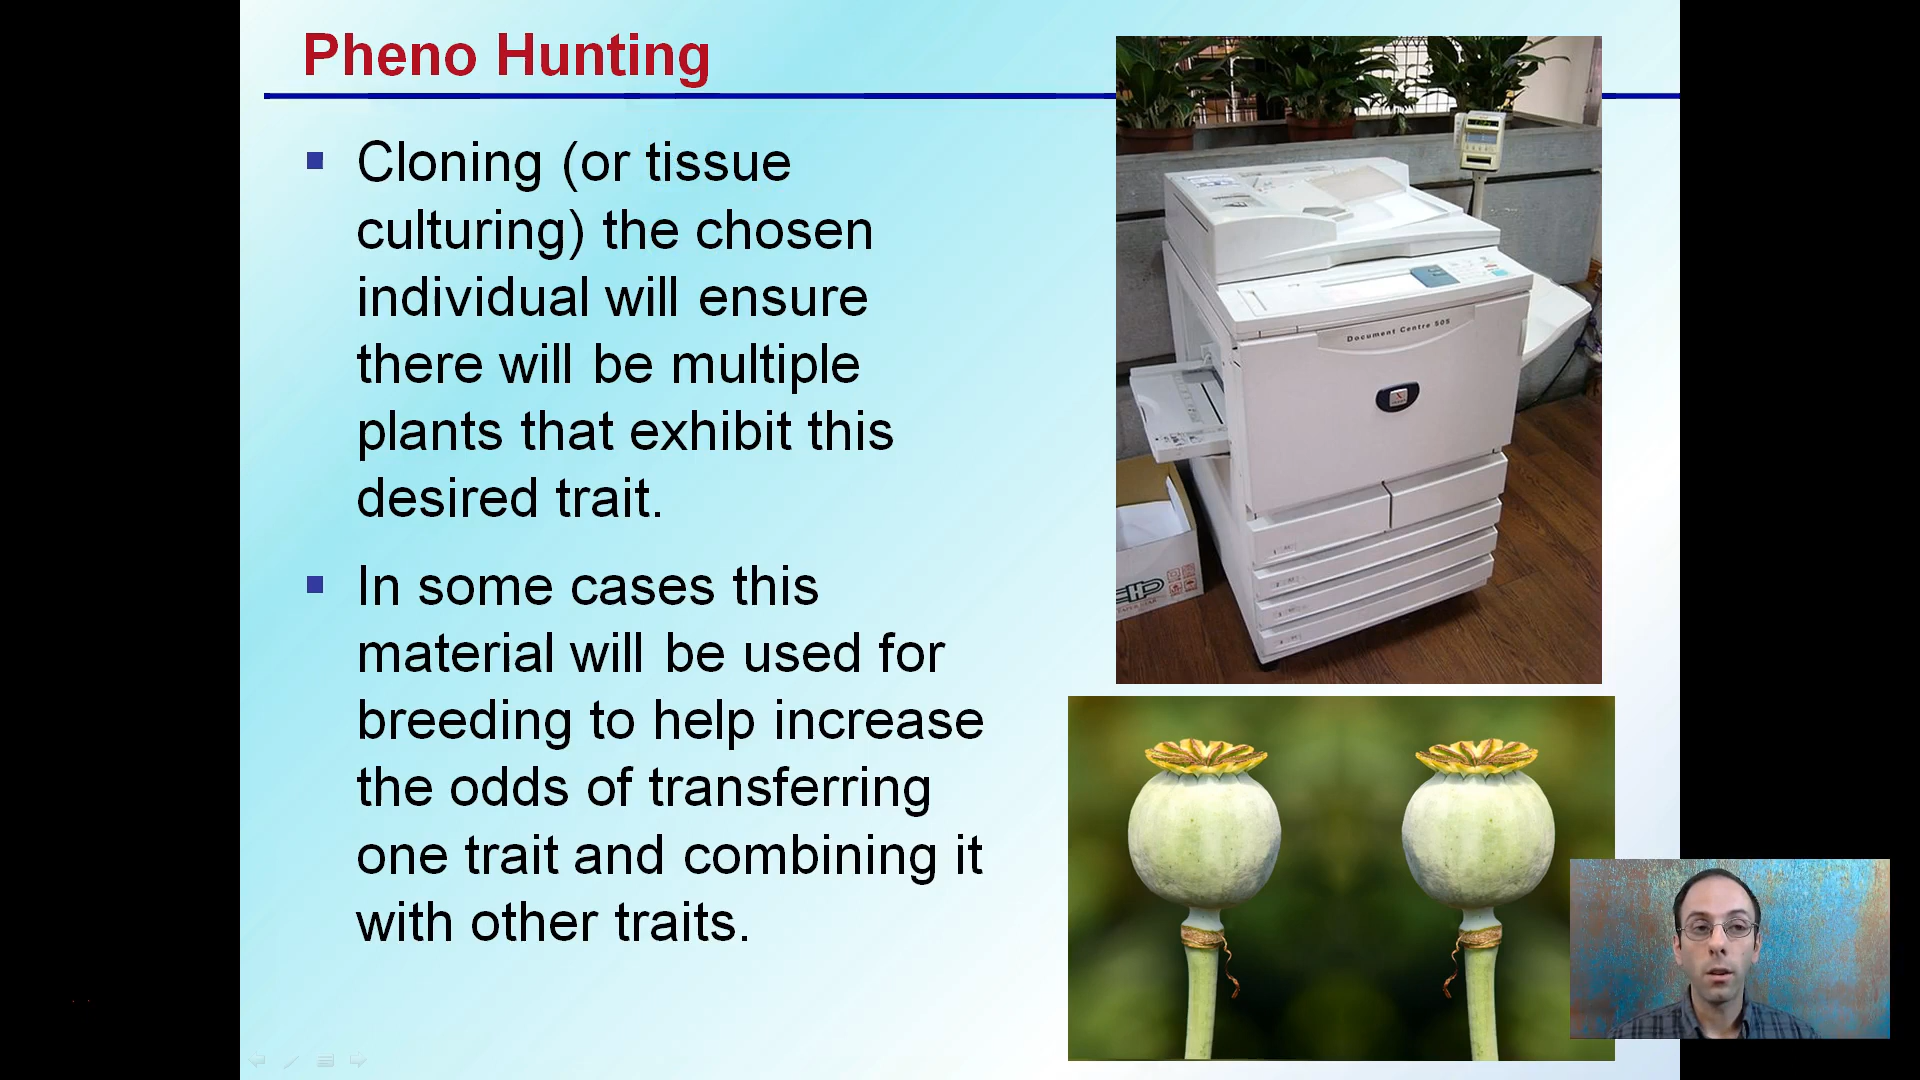 Pheno Hunting
Cloning (or tissue
culturing) the chosen
individual will ensure
there will be multiple
plants that exhibit this
desired trait.
In some cases this
material will be used for
breeding to help increase
the odds of transferring
one trait and combining it
with other traits.
Document Centre 505